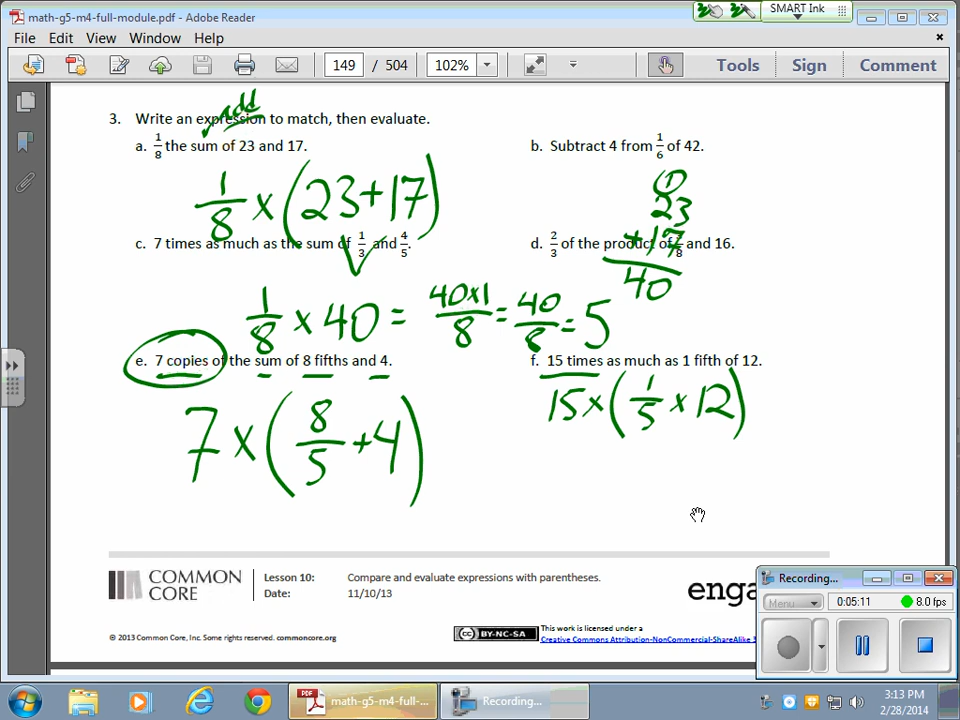 math-g5-m4-full-module.pdf - Adobe Reader
SMART Ink
File Edit View Window Help
149 / 504 102% Tools Sign Comment
add
3. Write an expression to match, then evaluate.
a. 1/8 the sum of 23 and 17.
b. Subtract 4 from 1/6 of 42.
1/8 × (23+17)
1
23
+17
40
c. 7 times as much as the sum of 1/3 and 4/5.
d. 2/3 of the product of 7/8 and 16.
1/8 × 40 = 40×1/8 = 40/8 = 5
e. 7 copies of the sum of 8 fifths and 4.
f. 15 times as much as 1 fifth of 12.
7 × (8/5 + 4)
15 × (1/5 × 12)
COMMON CORE
Lesson 10: Compare and evaluate expressions with parentheses.
Date: 11/10/13
enga
© 2013 Common Core, Inc. Some rights reserved. commoncore.org
BY-NC-SA
This work is licensed under a
Creative Commons Attribution-NonCommercial-ShareAlike 3
Recording...
Menu 0:05:11 8.0 fps
math-g5-m4-full-...
Recording...
3:13 PM
2/28/2014